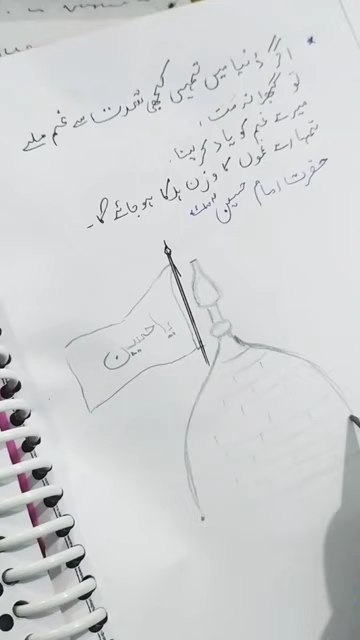 اگر دنیا میں تمہیں کبھی شدت سے غم ملے
تو گھبرانہ مت،
میرے غم کو یاد کر لینا۔
تمہارے غموں کا وزن ہلکا ہو جائے گا۔
حضرت امام حسین
یا حسین